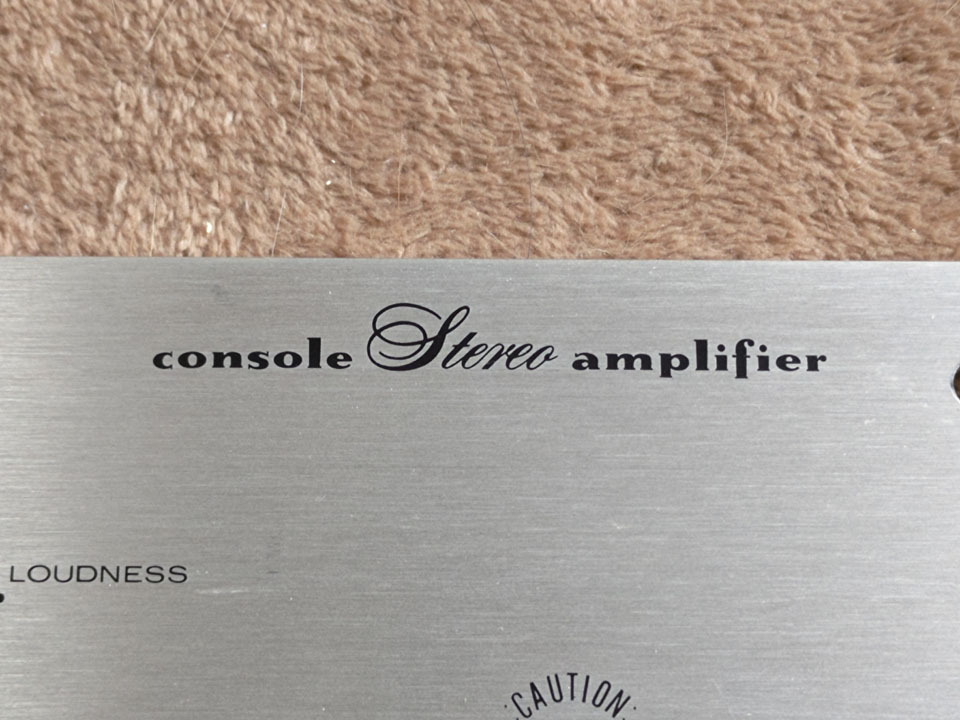 console Stereo amplifier
LOUDNESS
CAUTION